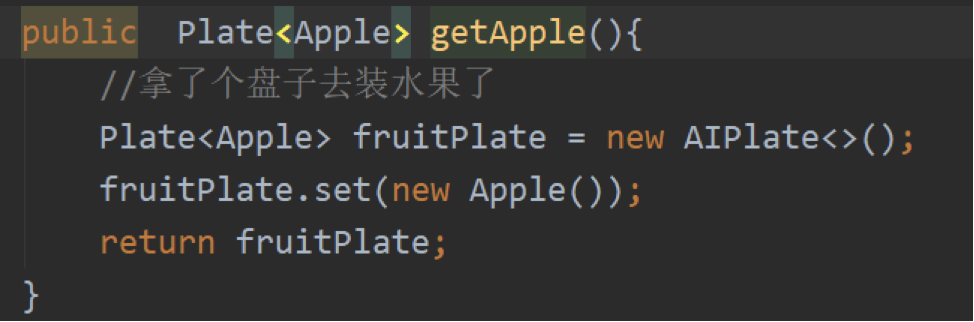 public  Plate<Apple> getApple(){
    //拿了个盘子去装水果了
    Plate<Apple> fruitPlate = new AIPlate<>();
    fruitPlate.set(new Apple());
    return fruitPlate;
}